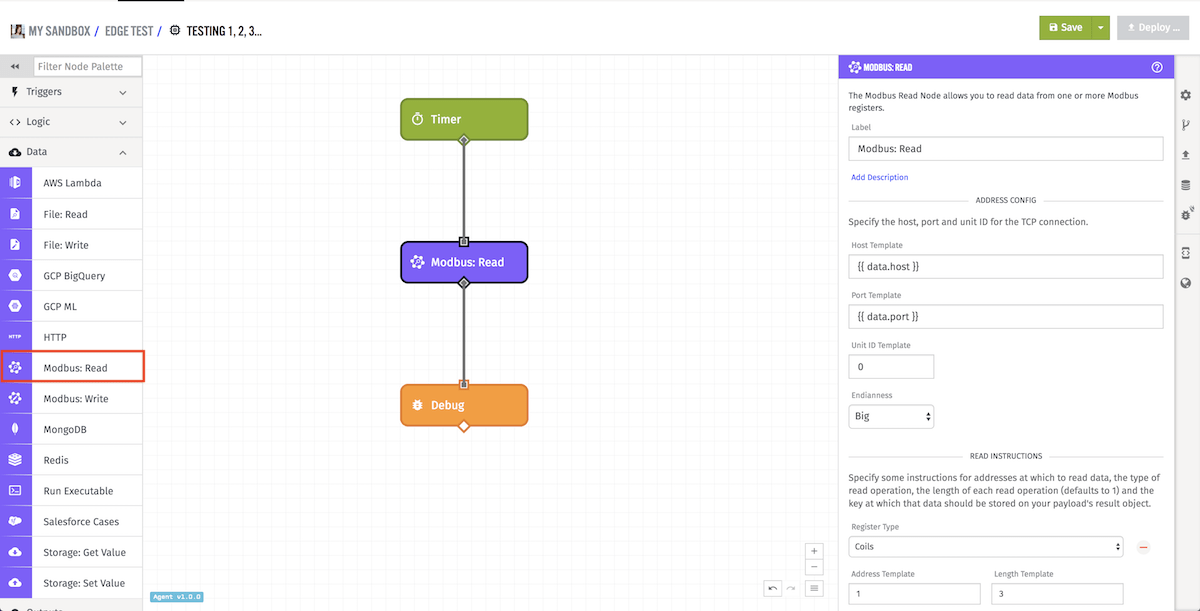 MY SANDBOX / EDGE TEST / TESTING 1, 2, 3...
Save
Deploy ...
Filter Node Palette
Triggers
Logic
Data
AWS Lambda
File: Read
File: Write
GCP BigQuery
GCP ML
HTTP HTTP
Modbus: Read
Modbus: Write
MongoDB
Redis
Run Executable
Salesforce Cases
Storage: Get Value
Storage: Set Value
Timer
Modbus: Read
Debug
Agent v1.0.0
MODBUS: READ
The Modbus Read Node allows you to read data from one or more Modbus
registers.
Label
Modbus: Read
Add Description
ADDRESS CONFIG
Specify the host, port and unit ID for the TCP connection.
Host Template
{{ data.host }}
Port Template
{{ data.port }}
Unit ID Template
0
Endianness
Big
READ INSTRUCTIONS
Specify some instructions for addresses at which to read data, the type of
read operation, the length of each read operation (defaults to 1) and the
key at which that data should be stored on your payload's result object.
Register Type
Coils
Address Template Length Template
1 3